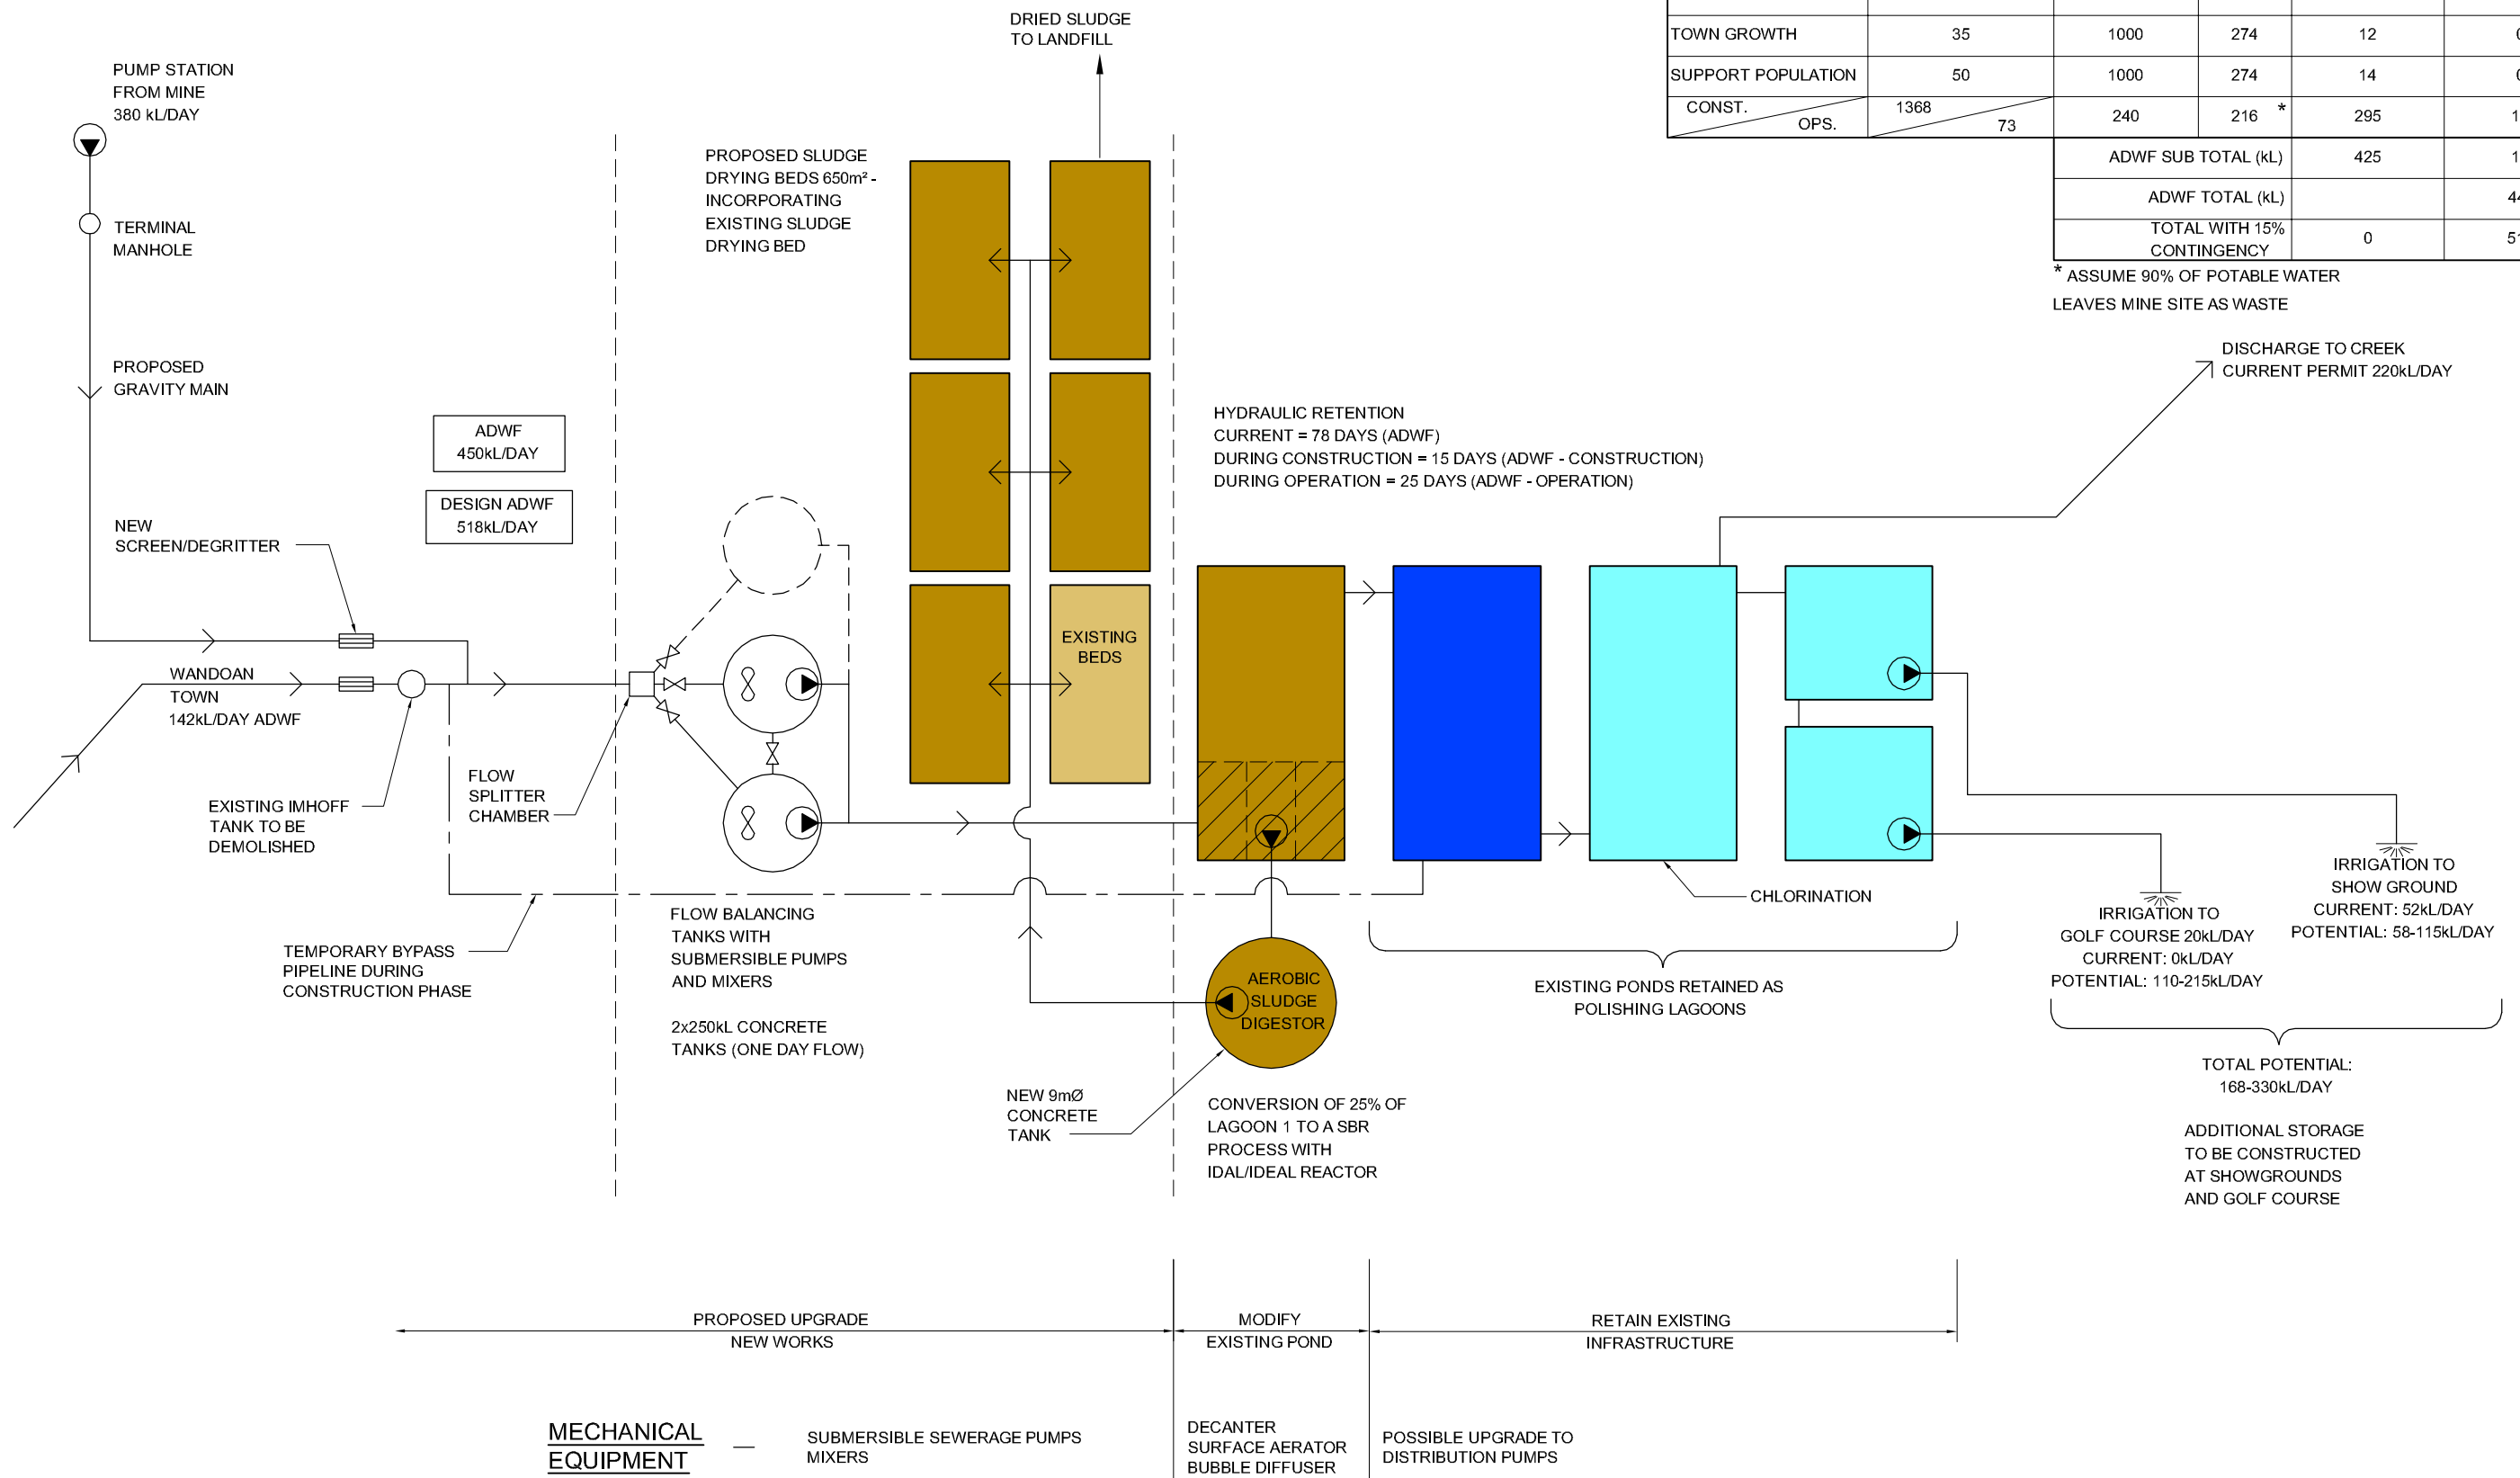 DRIED SLUDGE
TO LANDFILL
TOWN GROWTH 35 1000 274 12
SUPPORT POPULATION 50 1000 274 14
CONST. OPS. 1368 73 240 216 * 295
ADWF SUB TOTAL (kL) 425
ADWF TOTAL (kL)
TOTAL WITH 15%
CONTINGENCY 0
* ASSUME 90% OF POTABLE WATER
LEAVES MINE SITE AS WASTE
PUMP STATION
FROM MINE
380 kL/DAY
TERMINAL
MANHOLE
PROPOSED
GRAVITY MAIN
PROPOSED SLUDGE
DRYING BEDS 650m² -
INCORPORATING
EXISTING SLUDGE
DRYING BED
DISCHARGE TO CREEK
CURRENT PERMIT 220kL/DAY
ADWF
450kL/DAY
DESIGN ADWF
518kL/DAY
HYDRAULIC RETENTION
CURRENT = 78 DAYS (ADWF)
DURING CONSTRUCTION = 15 DAYS (ADWF - CONSTRUCTION)
DURING OPERATION = 25 DAYS (ADWF - OPERATION)
NEW
SCREEN/DEGRITTER
WANDOAN
TOWN
142kL/DAY ADWF
EXISTING
BEDS
EXISTING IMHOFF
TANK TO BE
DEMOLISHED
FLOW
SPLITTER
CHAMBER
TEMPORARY BYPASS
PIPELINE DURING
CONSTRUCTION PHASE
FLOW BALANCING
TANKS WITH
SUBMERSIBLE PUMPS
AND MIXERS
2x250kL CONCRETE
TANKS (ONE DAY FLOW)
AEROBIC
SLUDGE
DIGESTOR
NEW 9mØ
CONCRETE
TANK
CONVERSION OF 25% OF
LAGOON 1 TO A SBR
PROCESS WITH
IDAL/IDEAL REACTOR
CHLORINATION
EXISTING PONDS RETAINED AS
POLISHING LAGOONS
IRRIGATION TO
GOLF COURSE 20kL/DAY
CURRENT: 0kL/DAY
POTENTIAL: 110-215kL/DAY
IRRIGATION TO
SHOW GROUND
CURRENT: 52kL/DAY
POTENTIAL: 58-115kL/DAY
TOTAL POTENTIAL:
168-330kL/DAY
ADDITIONAL STORAGE
TO BE CONSTRUCTED
AT SHOWGROUNDS
AND GOLF COURSE
PROPOSED UPGRADE
NEW WORKS
MODIFY
EXISTING POND
RETAIN EXISTING
INFRASTRUCTURE
MECHANICAL
EQUIPMENT
—
SUBMERSIBLE SEWERAGE PUMPS
MIXERS
DECANTER
SURFACE AERATOR
BUBBLE DIFFUSER
POSSIBLE UPGRADE TO
DISTRIBUTION PUMPS